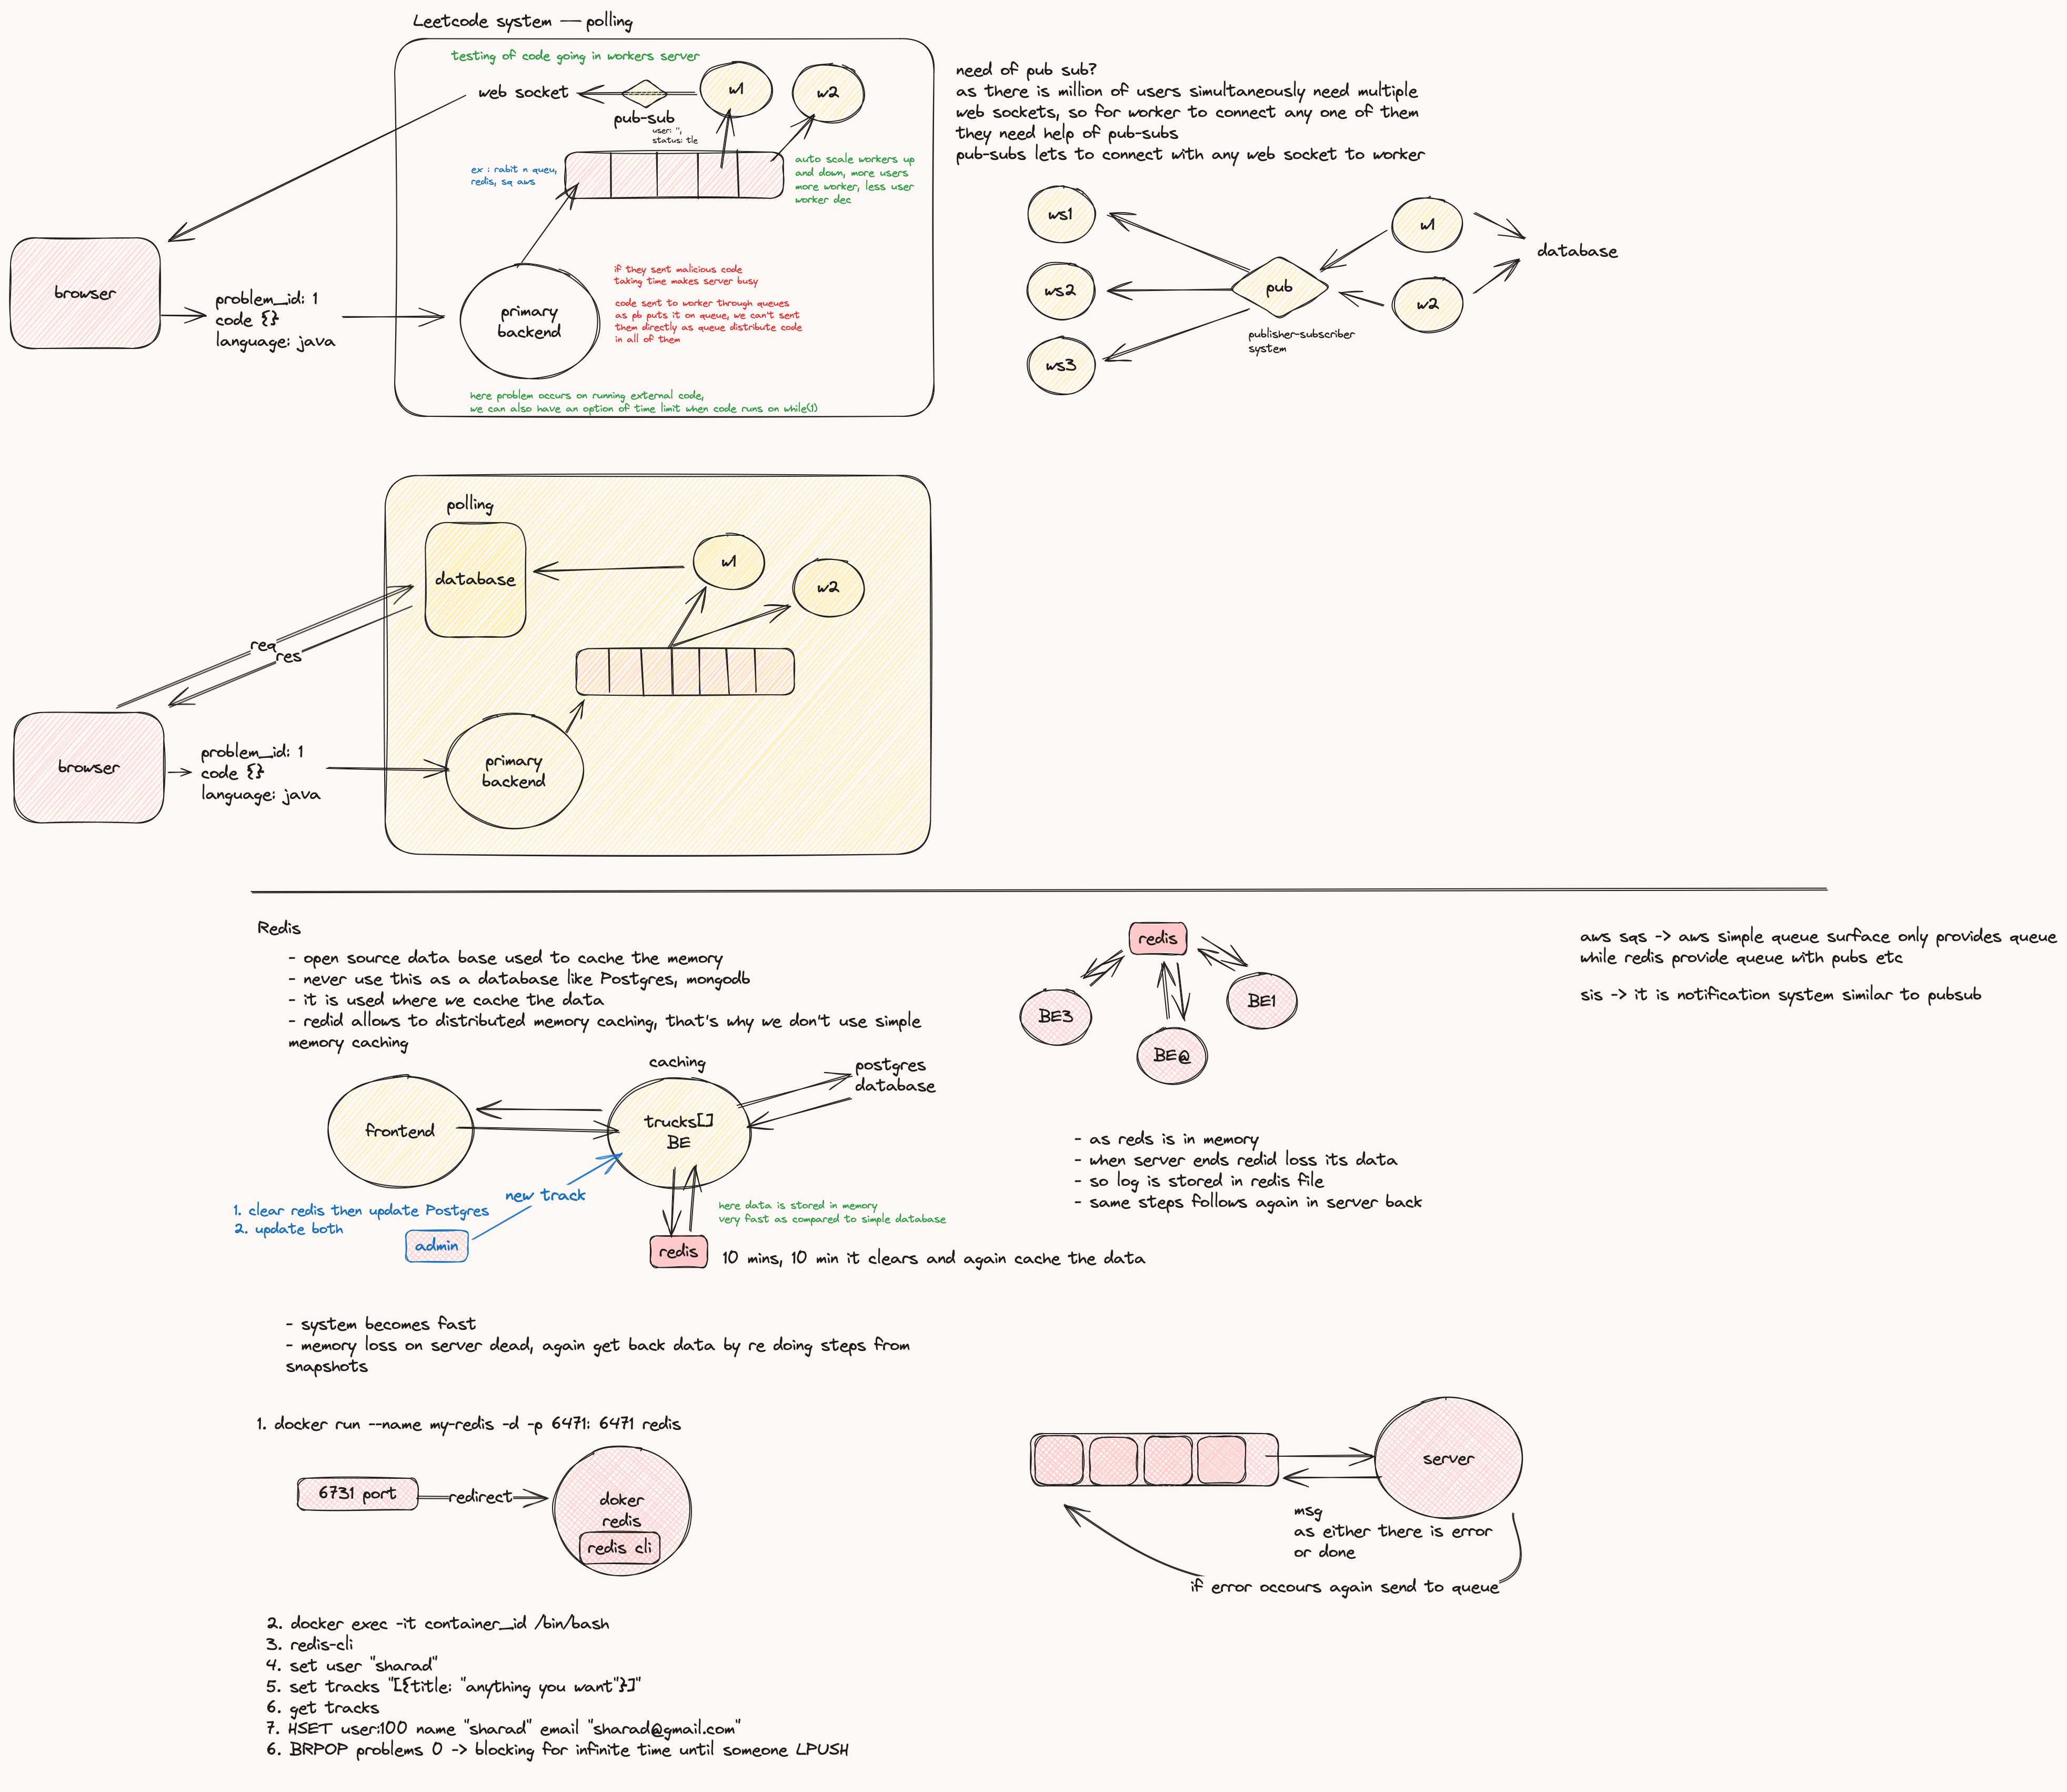 Leetcode system — polling
testing of code going in workers server
web socket
pub-sub
user: '',
status: tle
w1
w2
ex : rabit n queu,
redis, sq aws
auto scale workers up
and down, more users
more worker, less user
worker dec
browser
problem_id: 1
code {}
language: java
primary
backend
if they sent malicious code
taking time makes server busy
code sent to worker through queues
as pb puts it on queue, we can't sent
them directly as queue distribute code
in all of them
here problem occurs on running external code,
we can also have an option of time limit when code runs on while(1)
need of pub sub?
as there is million of users simultaneously need multiple
web sockets, so for worker to connect any one of them
they need help of pub-subs
pub-subs lets to connect with any web socket to worker
ws1
ws2
ws3
pub
publisher-subscriber
system
w1
w2
database
polling
database
w1
w2
req
res
browser
problem_id: 1
code {}
language: java
primary
backend
Redis
- open source data base used to cache the memory
- never use this as a database like Postgres, mongodb
- it is used where we cache the data
- redid allows to distributed memory caching, that's why we don't use simple
memory caching
caching
frontend
trucks[]
BE
postgres
database
new track
1. clear redis then update Postgres
2. update both
admin
here data is stored in memory
very fast as compared to simple database
redis
10 mins, 10 min it clears and again cache the data
redis
BE3
BE@
BE1
aws sqs -> aws simple queue surface only provides queue
while redis provide queue with pubs etc
sis -> it is notification system similar to pubsub
- as reds is in memory
- when server ends redid loss its data
- so log is stored in redis file
- same steps follows again in server back
- system becomes fast
- memory loss on server dead, again get back data by re doing steps from
snapshots
1. docker run --name my-redis -d -p 6471: 6471 redis
6731 port
redirect
doker
redis
redis cli
server
msg
as either there is error
or done
if error occours again send to queue
2. docker exec -it container_id /bin/bash
3. redis-cli
4. set user "sharad"
5. set tracks "[{title: "anything you want"}]"
6. get tracks
7. HSET user:100 name "sharad" email "sharad@gmail.com"
6. BRPOP problems 0 -> blocking for infinite time until someone LPUSH